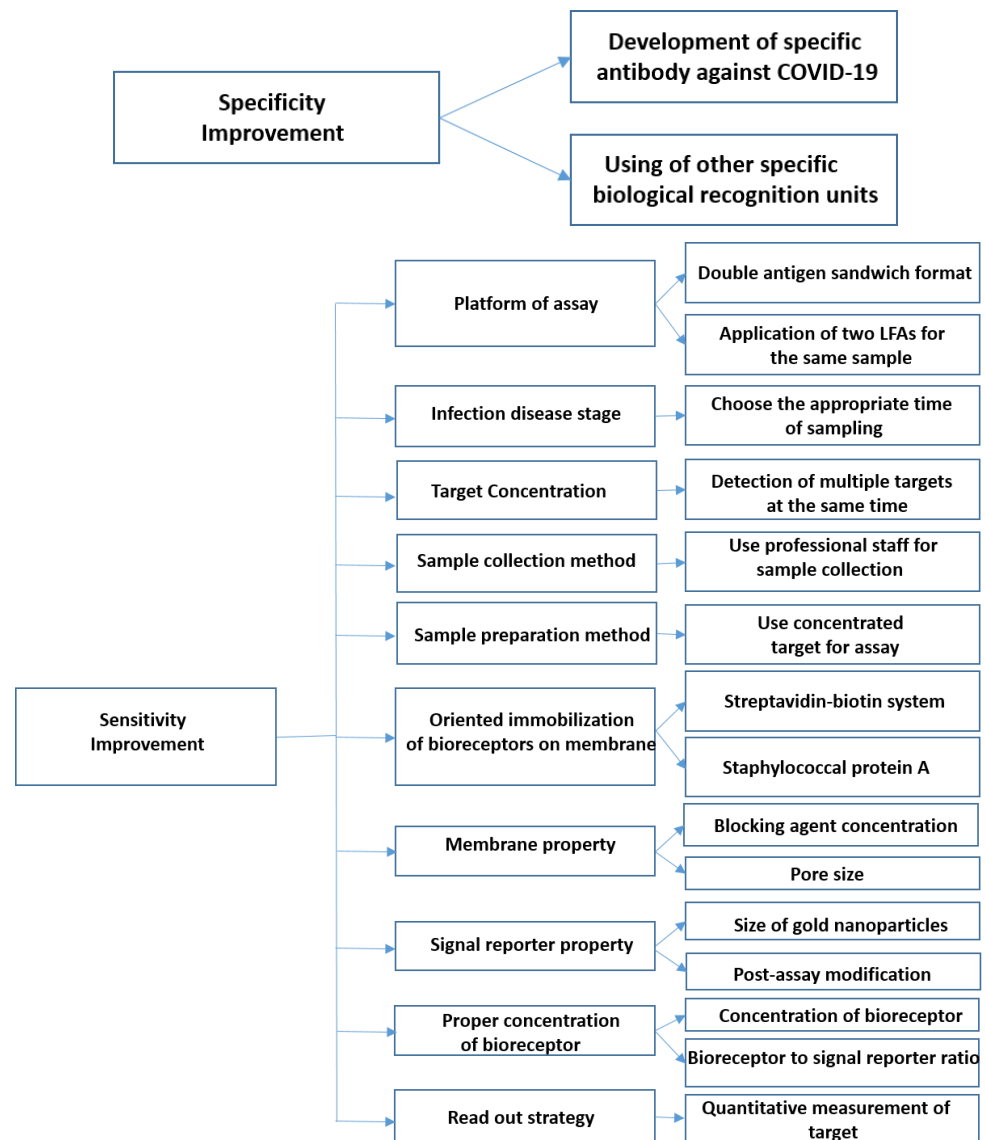 Specificity
Improvement
Development of specific
antibody against COVID-19
Using of other specific
biological recognition units
Sensitivity
Improvement
Platform of assay
Double antigen sandwich format
Application of two LFAs for
the same sample
Infection disease stage
Choose the appropriate time
of sampling
Target Concentration
Detection of multiple targets
at the same time
Sample collection method
Use professional staff for
sample collection
Sample preparation method
Use concentrated
target for assay
Oriented immobilization
of bioreceptors on membrane
Streptavidin-biotin system
Staphylococcal protein A
Membrane property
Blocking agent concentration
Pore size
Signal reporter property
Size of gold nanoparticles
Post-assay modification
Proper concentration
of bioreceptor
Concentration of bioreceptor
Bioreceptor to signal reporter ratio
Read out strategy
Quantitative measurement of
target